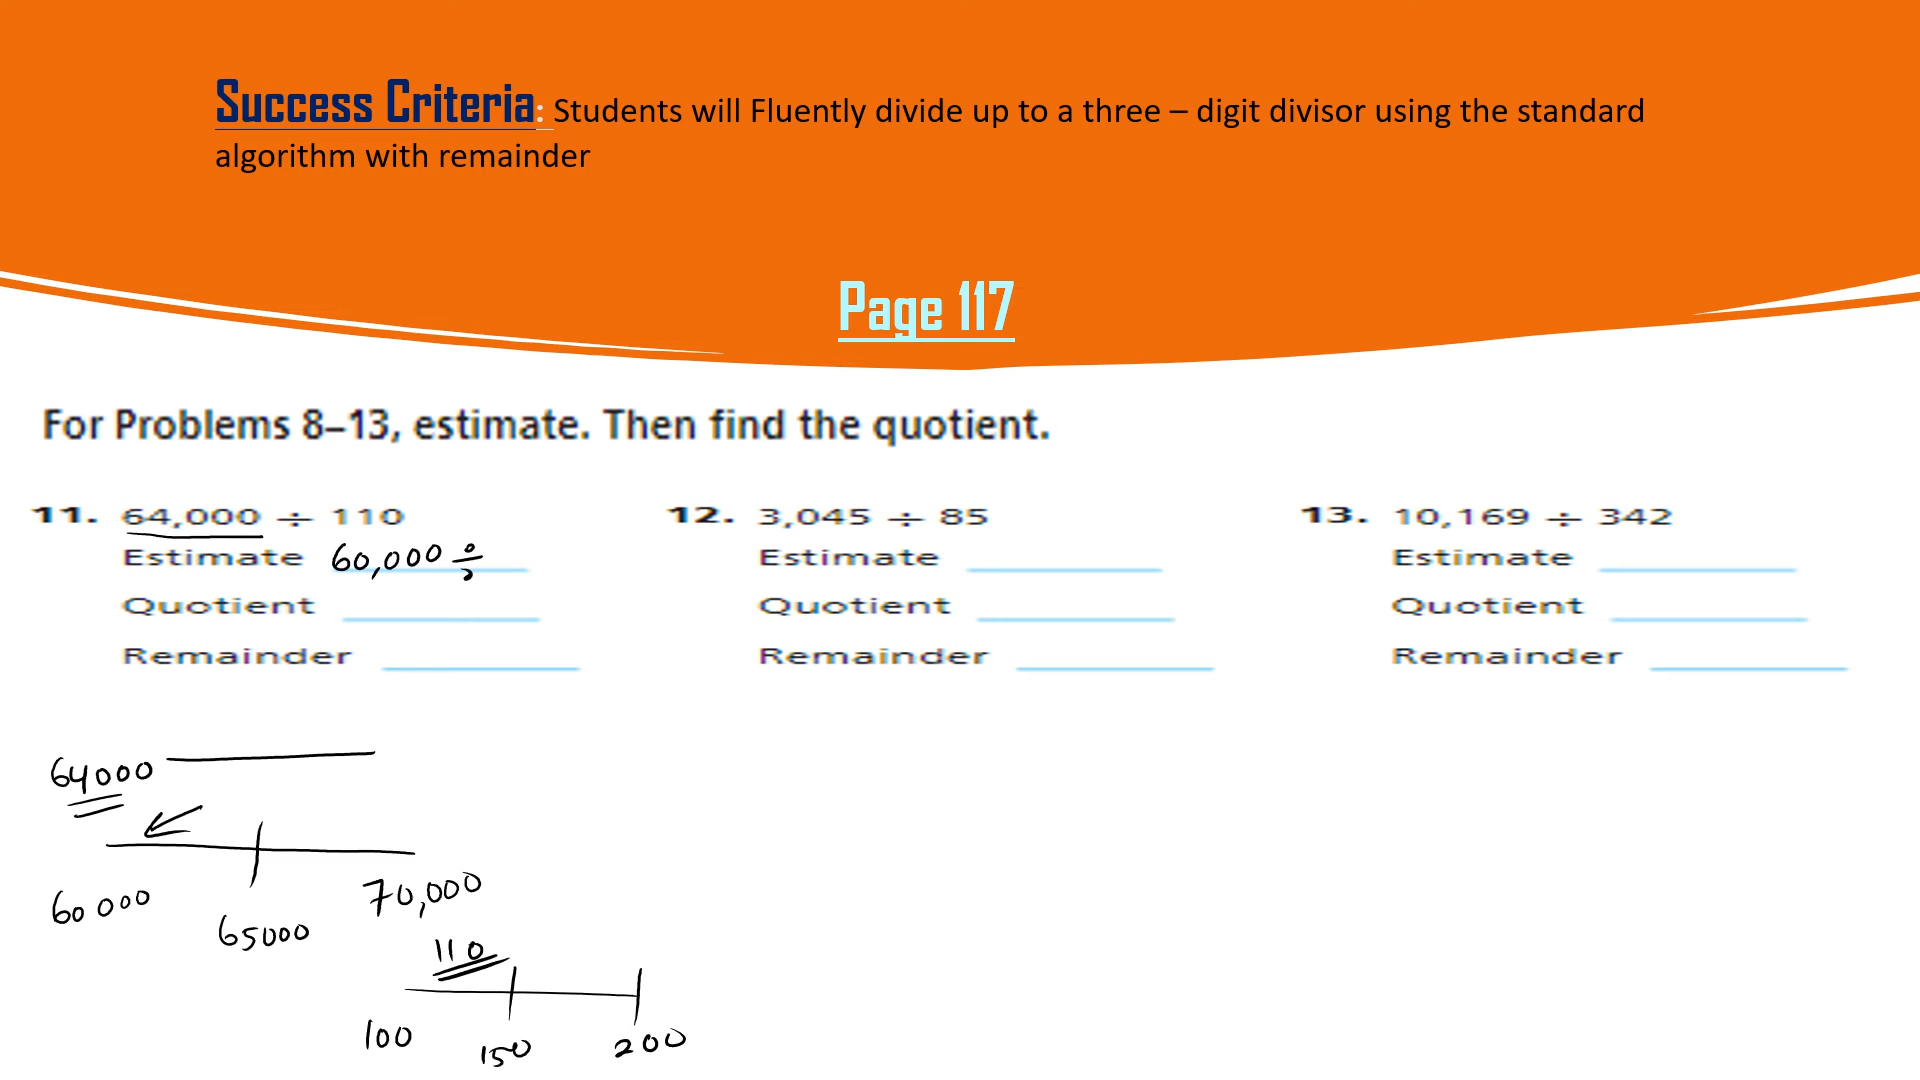 Success Criteria: Students will Fluently divide up to a three – digit divisor using the standard
algorithm with remainder
Page 117
For Problems 8–13, estimate. Then find the quotient.
11. 64,000 ÷ 110
Estimate 60,000 ÷
Quotient
Remainder
12. 3,045 ÷ 85
Estimate
Quotient
Remainder
13. 10,169 ÷ 342
Estimate
Quotient
Remainder
64000
60000
65000
70,000
110
100
150
200